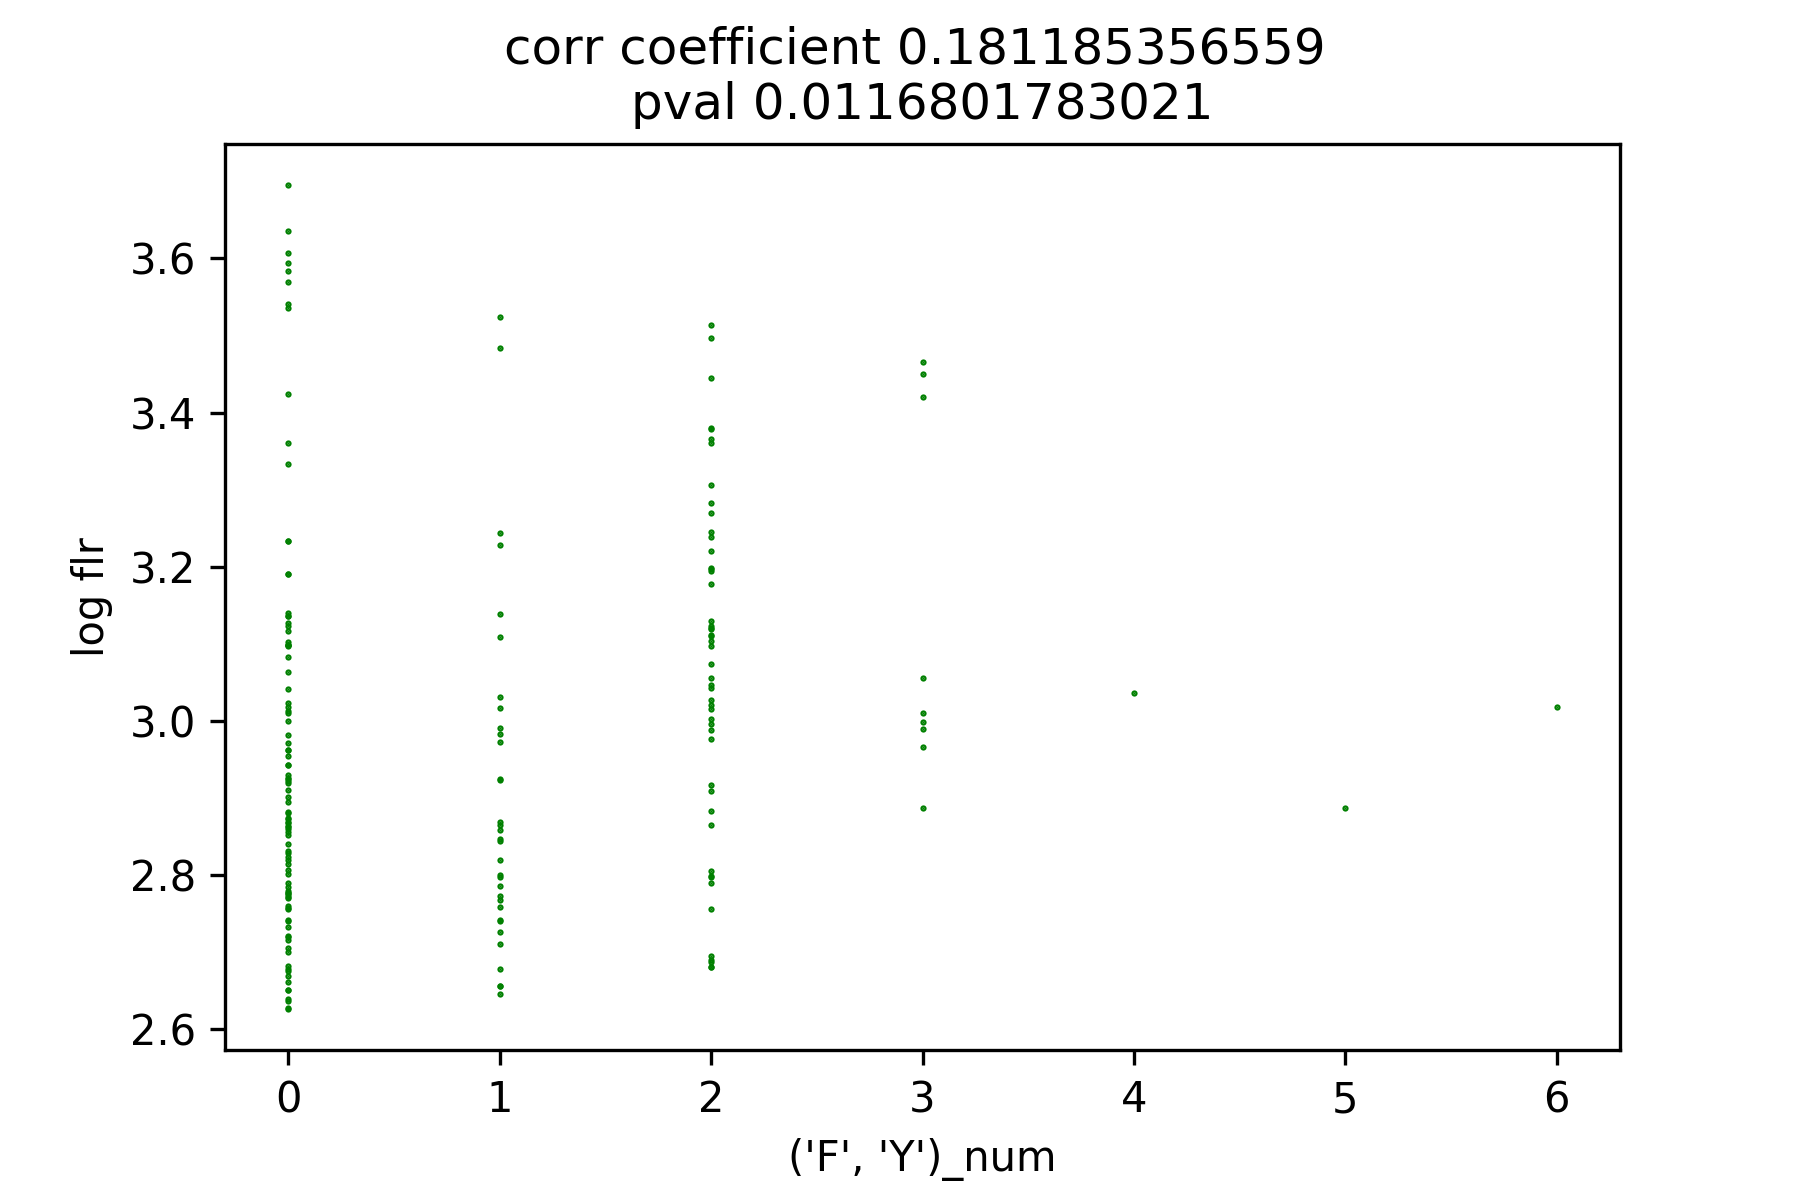 corr coefficient 0.181185356559
pval 0.0116801783021
3.6
3.4
3.2
3.0
2.8
2.6
log flr
0 1 2 3 4 5 6
('F', 'Y')_num